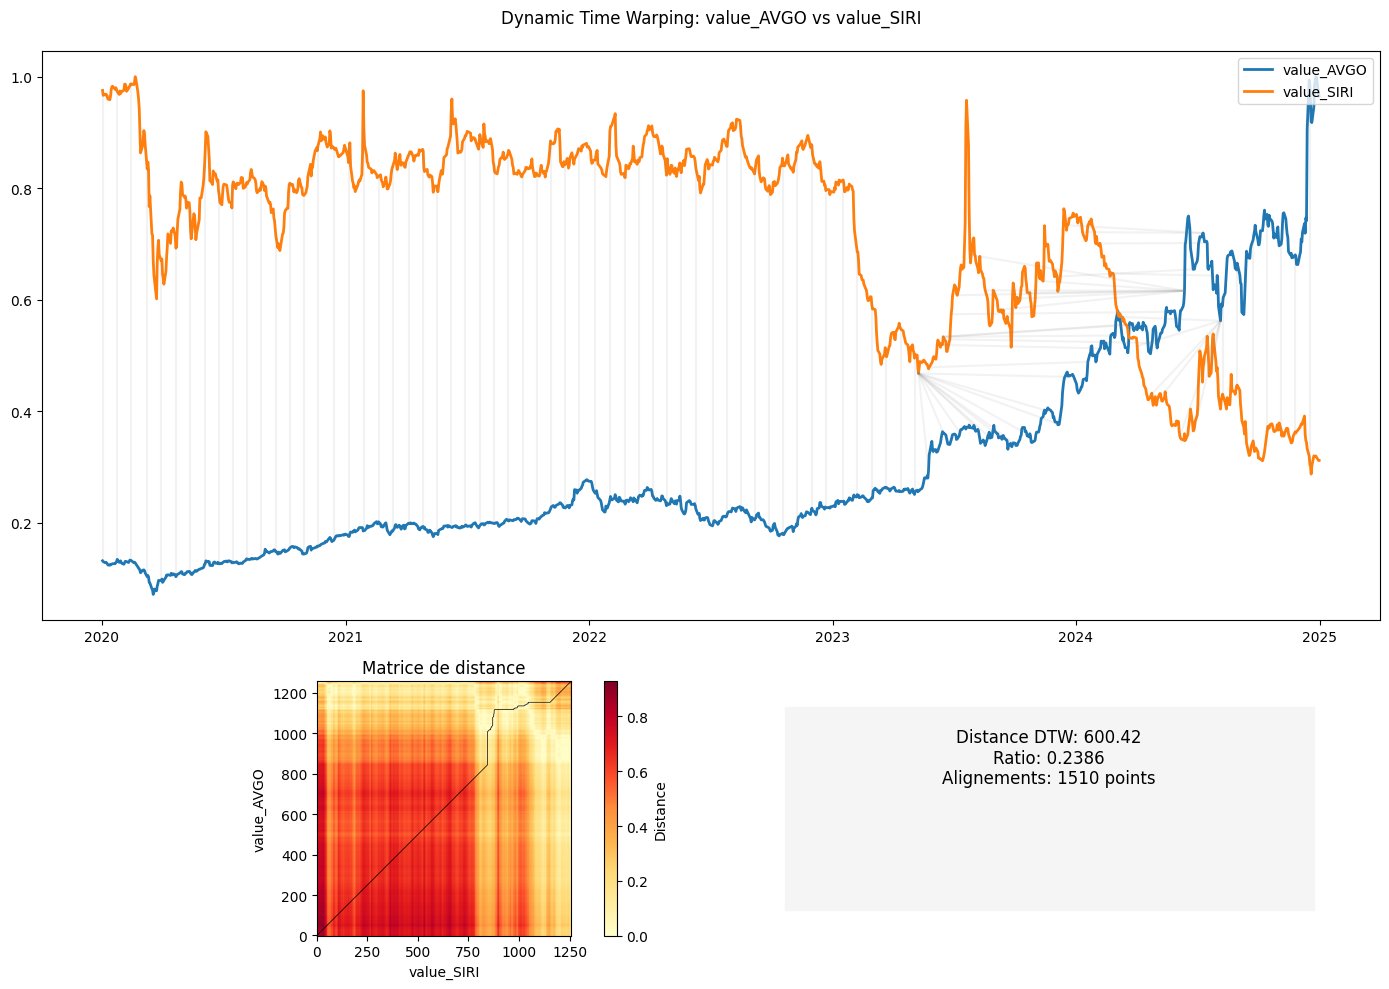 Dynamic Time Warping: value_AVGO vs value_SIRI
value_AVGO
value_SIRI
1.0
0.8
0.6
0.4
0.2
2020 2021 2022 2023 2024 2025
Matrice de distance
value_AVGO
1200
1000
800
600
400
200
0
0 250 500 750 1000 1250
value_SIRI
0.8
0.6
0.4
0.2
0.0
Distance
Distance DTW: 600.42
Ratio: 0.2386
Alignements: 1510 points